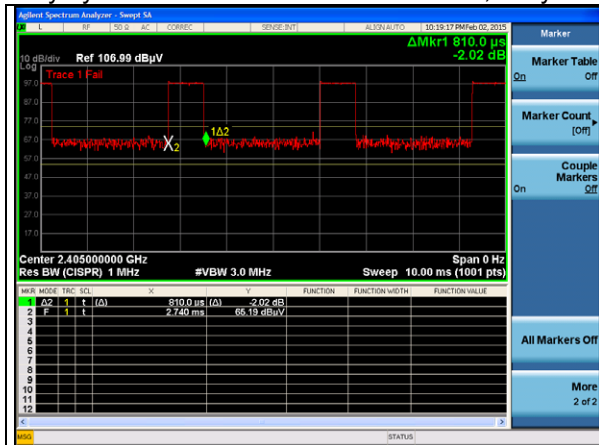 Agilent Spectrum Analyzer - Swept SA
L RF 50 Ω AC CORREC SENSE:INT ALIGN AUTO 10:19:17 PM Feb 02, 2015
ΔMkr1 810.0 µs
-2.02 dB
10 dB/div Ref 106.99 dBµV
Log
Trace 1 Fail
97.0
87.0
77.0
67.0
57.0
47.0
37.0
27.0
17.0
X2
1Δ2
Center 2.405000000 GHz Span 0 Hz
Res BW (CISPR) 1 MHz #VBW 3.0 MHz Sweep 10.00 ms (1001 pts)
MKR MODE TRC SCL X Y FUNCTION FUNCTION WIDTH FUNCTION VALUE
1 Δ2 1 t (Δ) 810.0 us (Δ) -2.02 dB
2 F 1 t 2.740 ms 65.19 dBuV
3
4
5
6
7
8
9
10
11
12
MSG STATUS
Marker
Marker Table
On Off
Marker Count
[Off]
Couple
Markers
On Off
All Markers Off
More
2 of 2